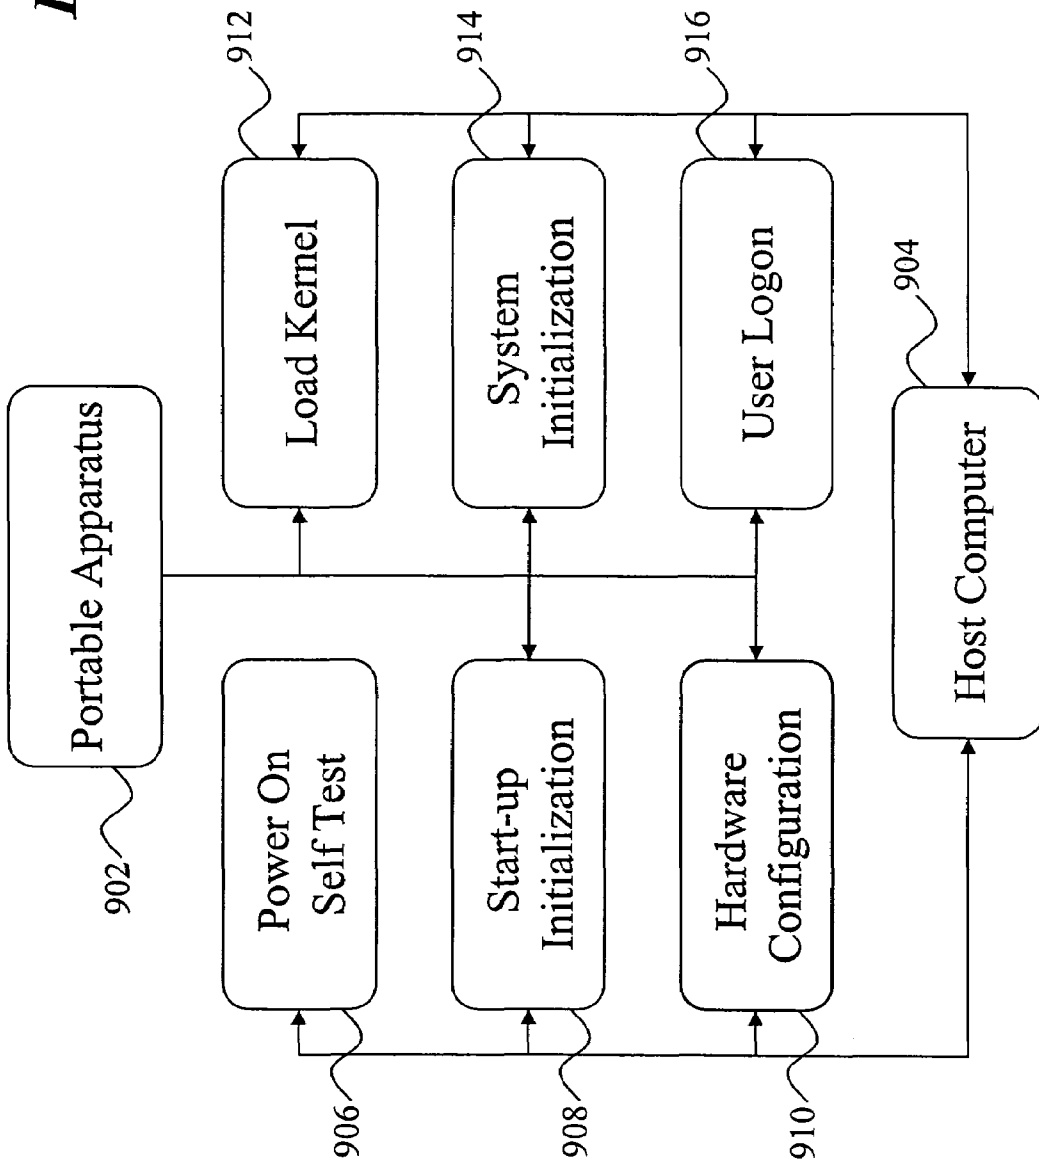 Portable Apparatus
902
912
Power On
Self Test
Load Kernel
906
914
Start-up
Initialization
System
Initialization
908
916
Hardware
Configuration
User Logon
910
904
Host Computer